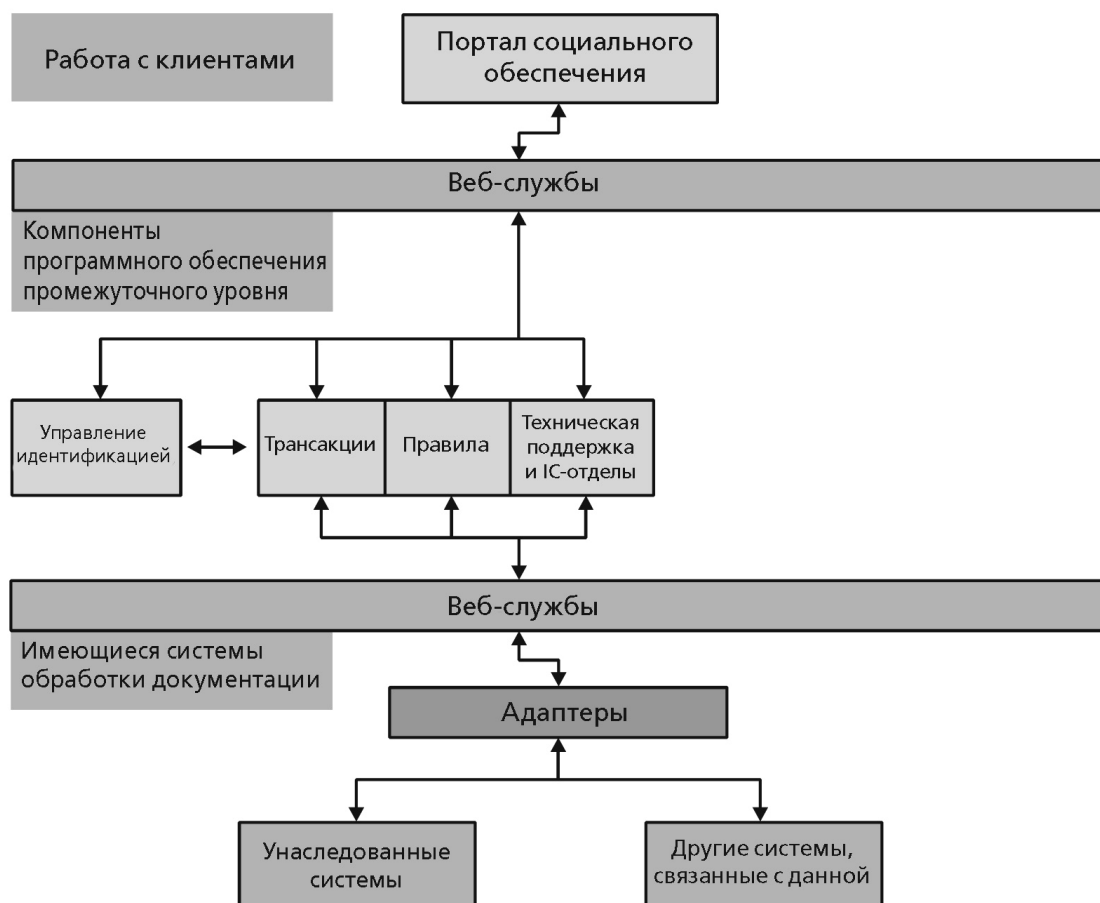 Работа с клиентами
Портал социального
обеспечения
Веб-службы
Компоненты
программного обеспечения
промежуточного уровня
Управление
идентификацией
Трансакции
Правила
Техническая
поддержка
и IC-отделы
Веб-службы
Имеющиеся системы
обработки документации
Адаптеры
Унаследованные
системы
Другие системы,
связанные с данной